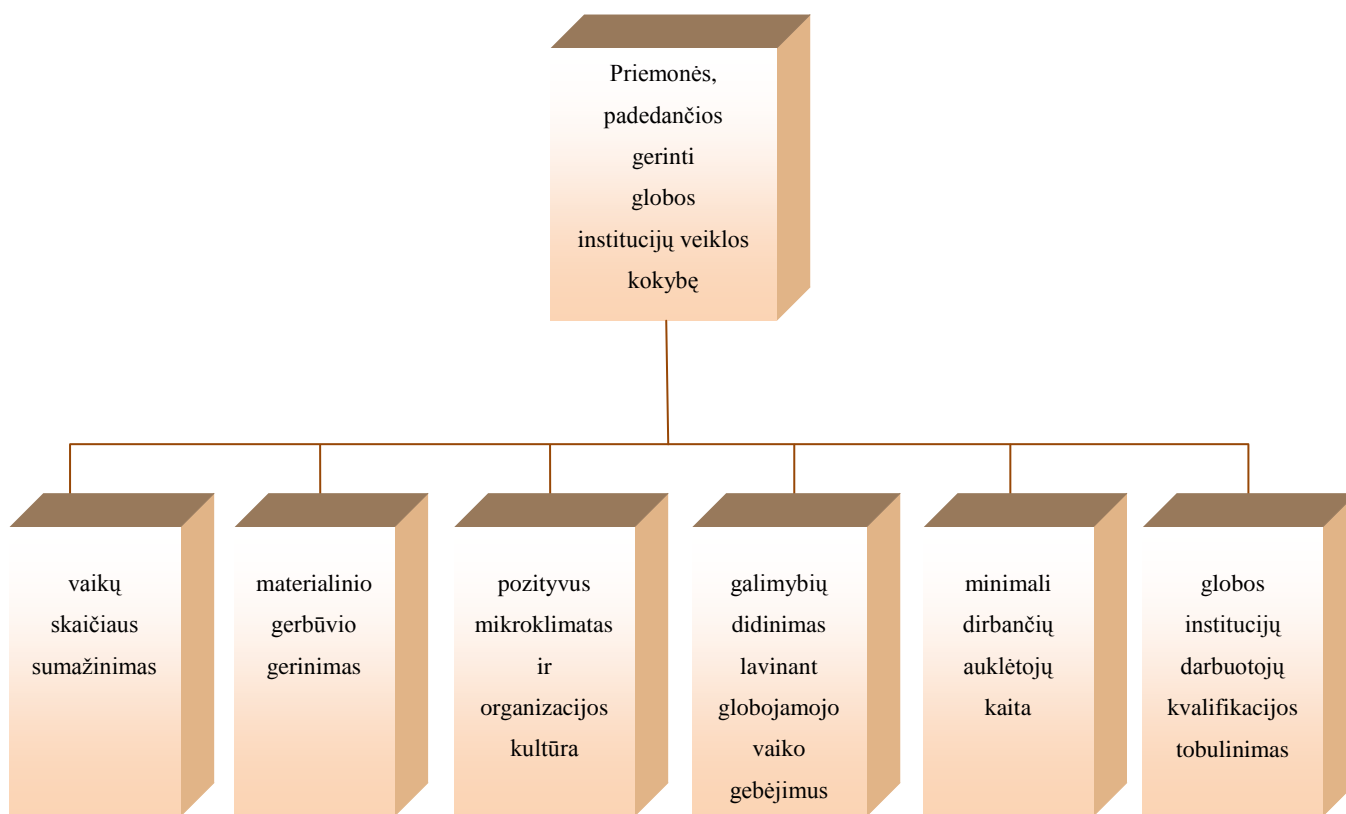 Priemonės,
padedančios
gerinti
globos
institucijų veiklos
kokybę
vaikų
skaičiaus
sumažinimas
materialinio
gerbūvio
gerinimas
pozityvus
mikroklimatas
ir
organizacijos
kultūra
galimybių
didinimas
lavinant
globojamojo
vaiko
gebėjimus
minimali
dirbančių
auklėtojų
kaita
globos
institucijų
darbuotojų
kvalifikacijos
tobulinimas